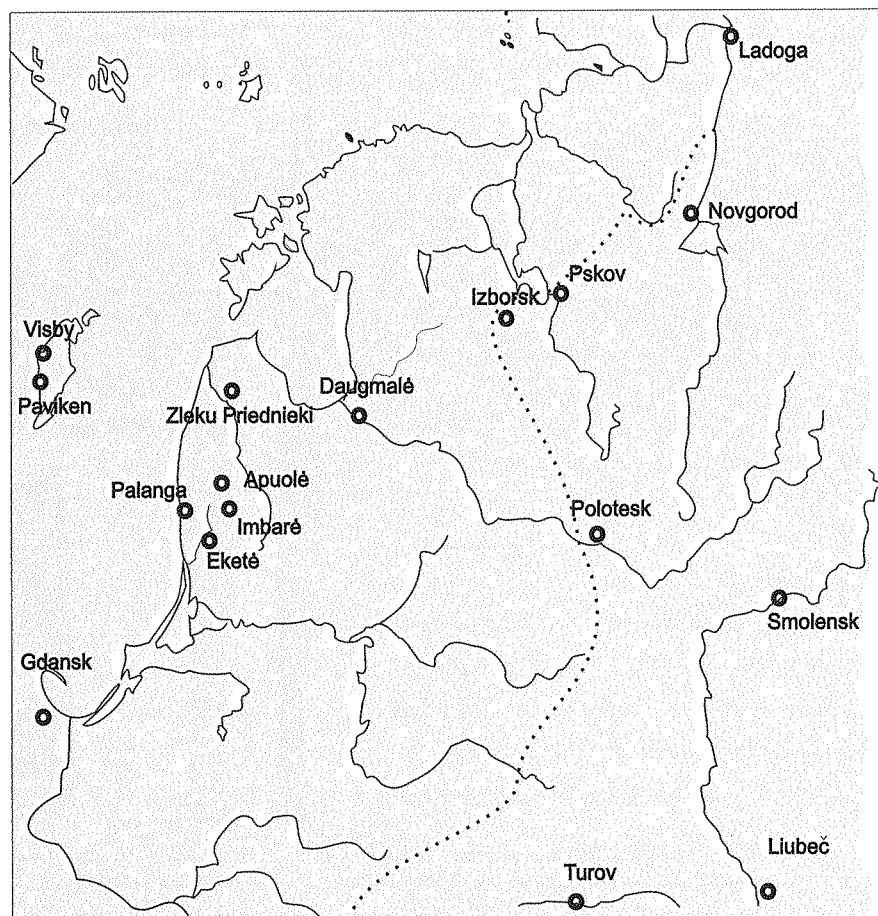 Ladoga
Novgorod
Pskov
Izborsk
Visby
Paviken
Daugmalė
Zleku Priednieki
Apuolė
Palanga
Imbarė
Polotesk
Eketė
Smolensk
Gdansk
Liubeč
Turov